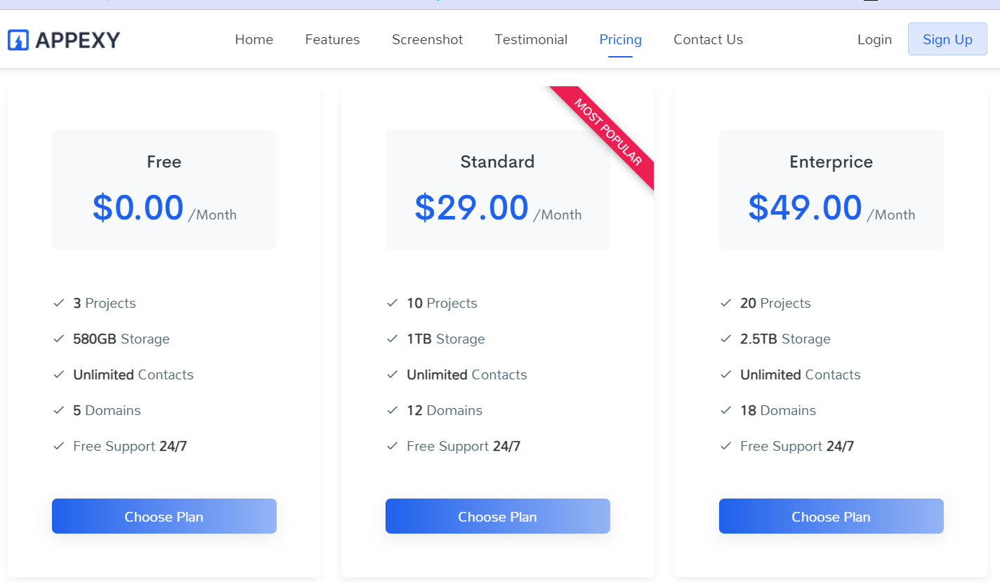 APPEXY Home Features Screenshot Testimonial Pricing Contact Us Login Sign Up
Free
$0.00 /Month
3 Projects
580GB Storage
Unlimited Contacts
5 Domains
Free Support 24/7
Choose Plan
MOST POPULAR
Standard
$29.00 /Month
10 Projects
1TB Storage
Unlimited Contacts
12 Domains
Free Support 24/7
Choose Plan
Enterprice
$49.00 /Month
20 Projects
2.5TB Storage
Unlimited Contacts
18 Domains
Free Support 24/7
Choose Plan